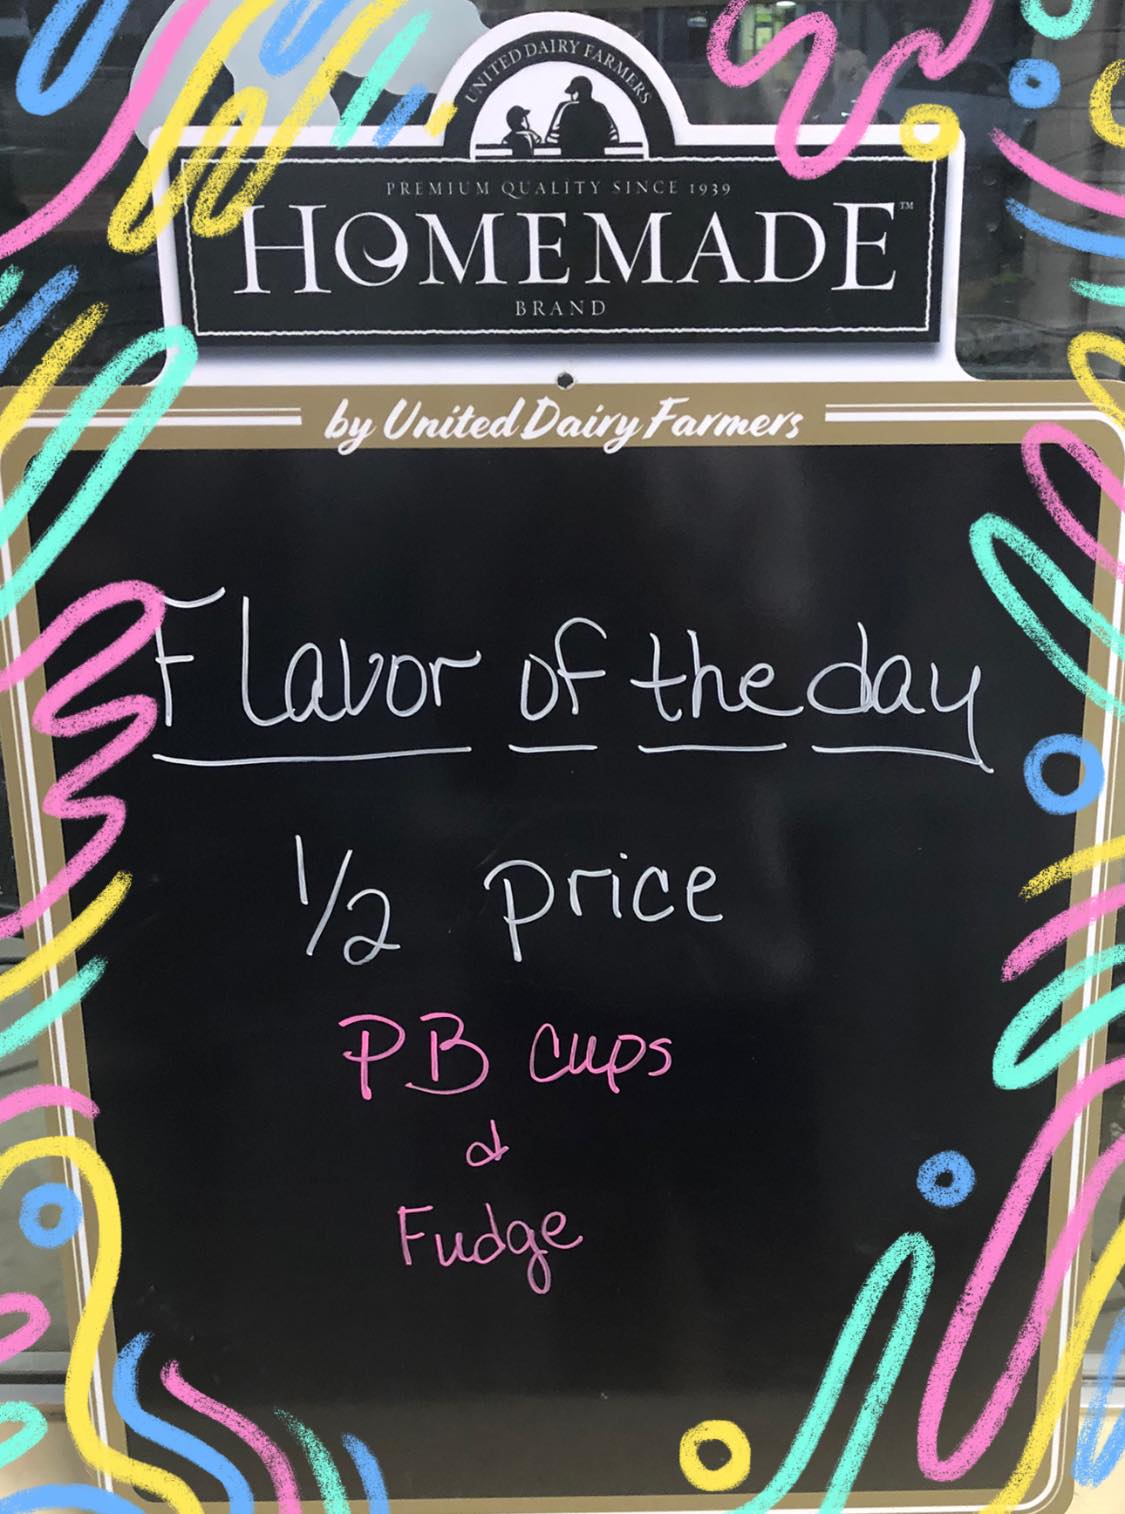 UNITED DAIRY FARMERS
PREMIUM QUALITY SINCE 1939
HOMEMADE™
BRAND
by United Dairy Farmers
Flavor of the day
1/2 price
PB cups
&
Fudge